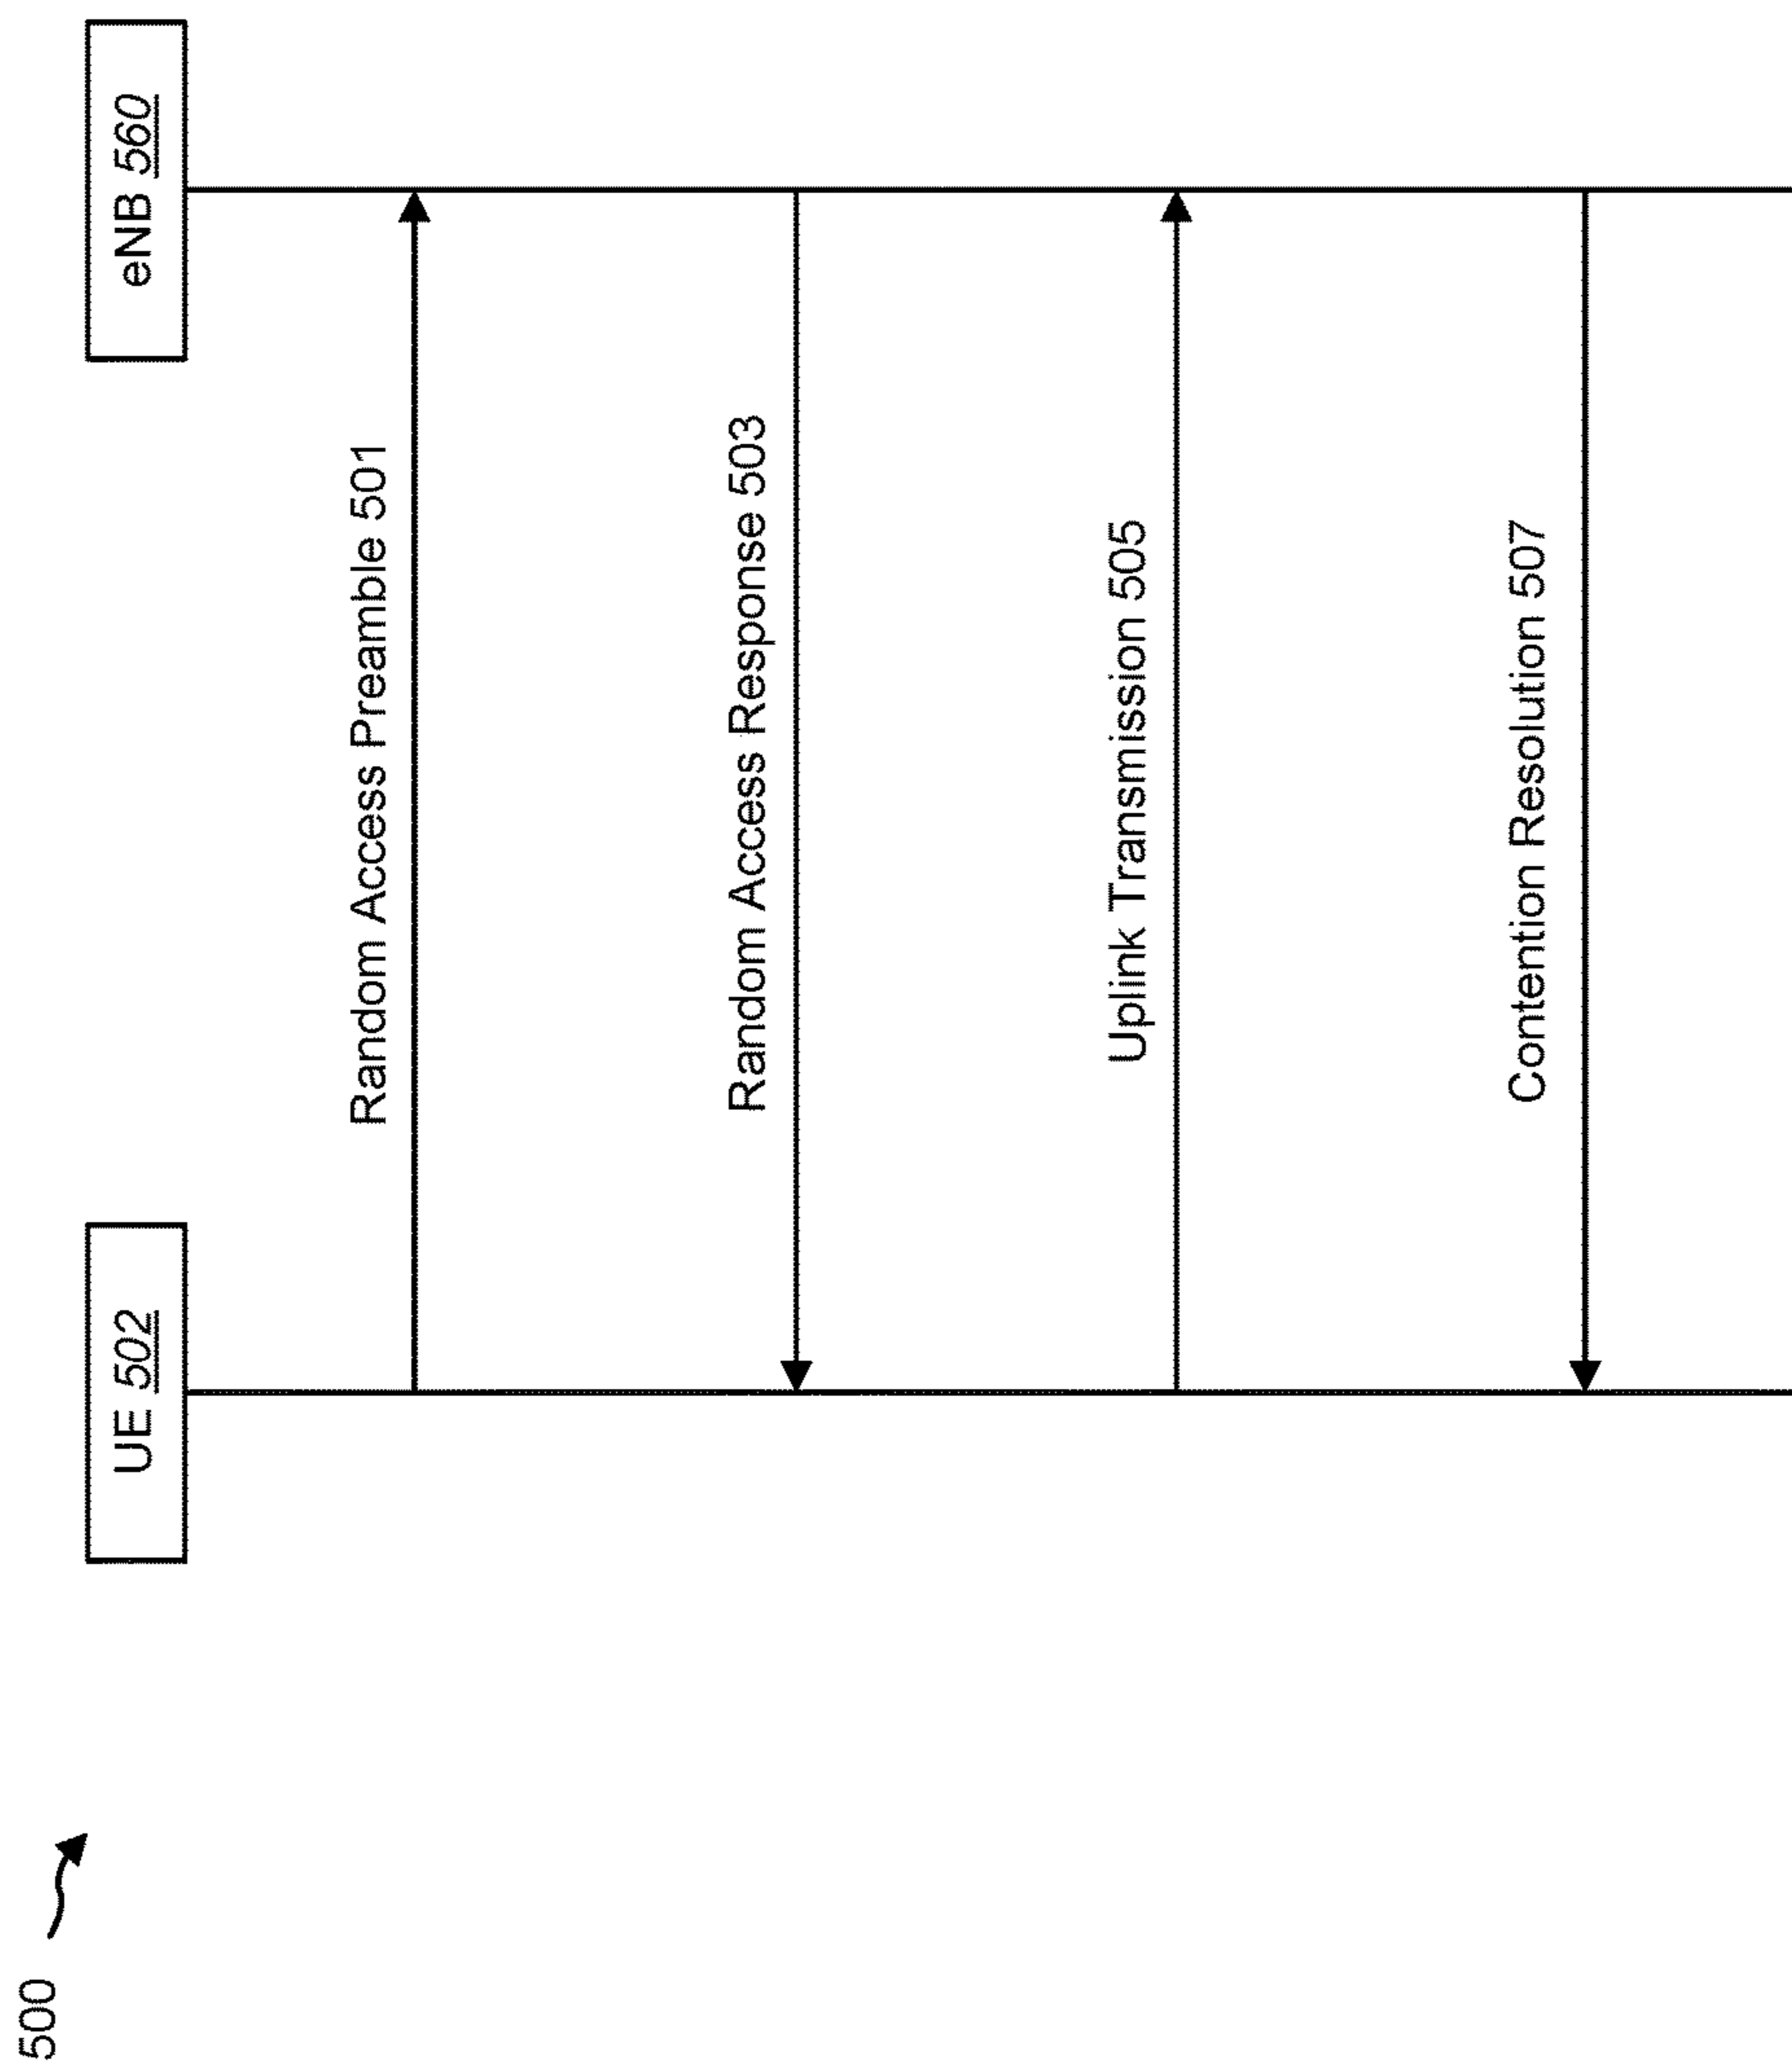 500
UE 502
eNB 560
Random Access Preamble 501
Random Access Response 503
Uplink Transmission 505
Contention Resolution 507